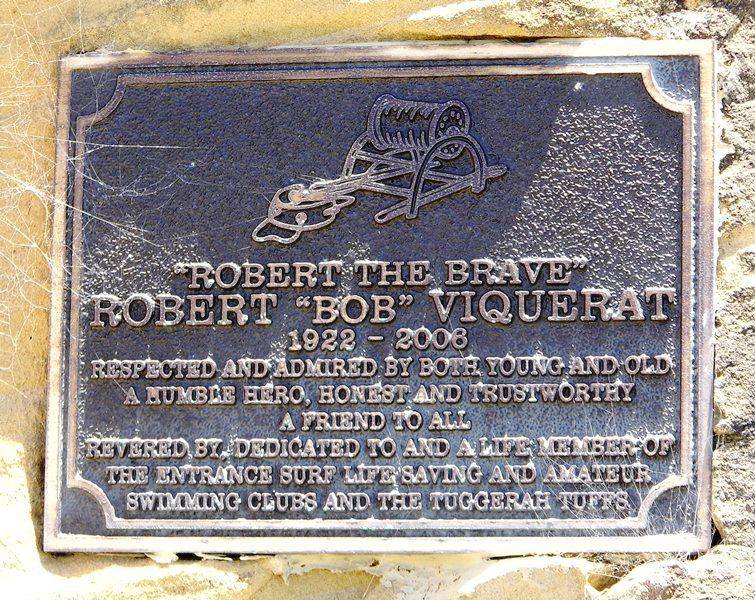 "ROBERT THE BRAVE"
ROBERT "BOB" VIQUERAT
1922 - 2006
RESPECTED AND ADMIRED BY BOTH YOUNG AND OLD
A HUMBLE HERO, HONEST AND TRUSTWORTHY
A FRIEND TO ALL
REVERED BY, DEDICATED TO AND A LIFE MEMBER OF
THE ENTRANCE SURF LIFE SAVING AND AMATEUR
SWIMMING CLUBS AND THE TUGGERAH TUFFS